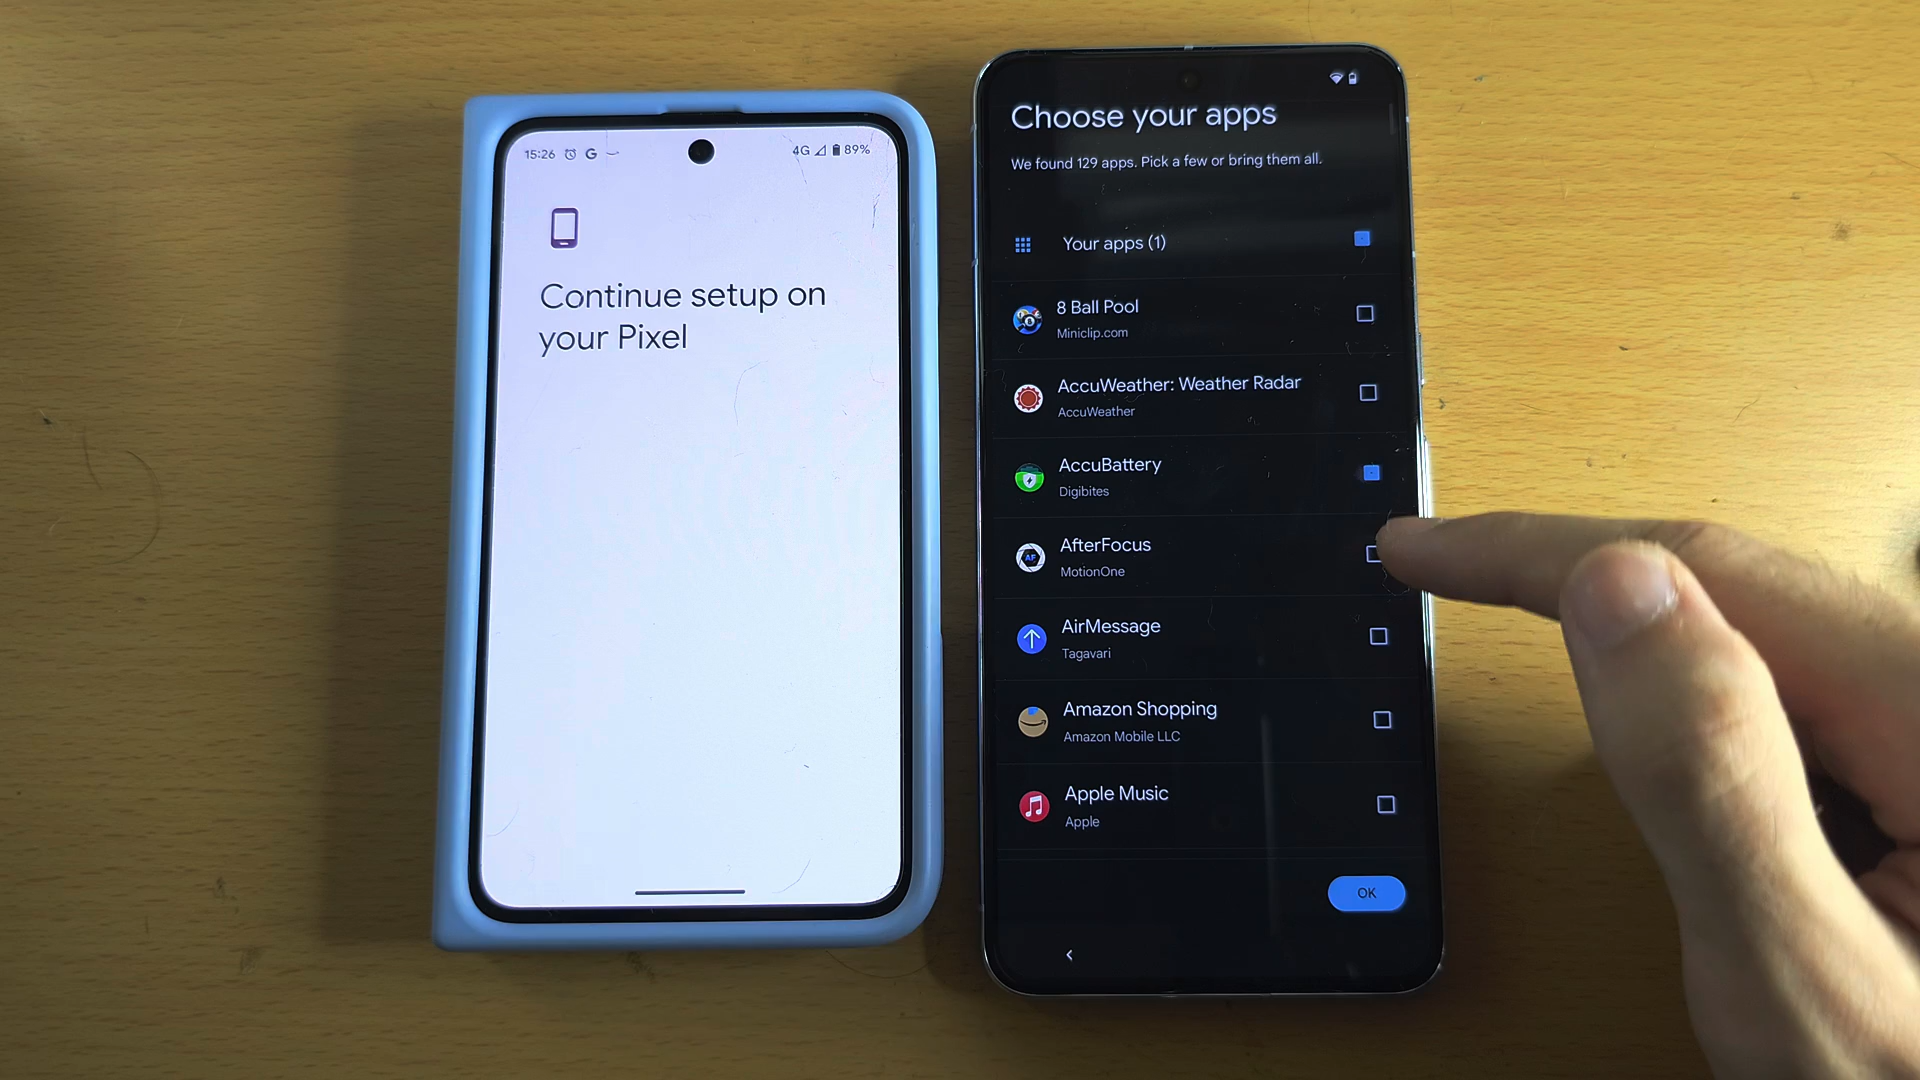 15:26 G 4G 89%
Continue setup on
your Pixel
Choose your apps
We found 129 apps. Pick a few or bring them all.
Your apps (1)
8 Ball Pool
Miniclip.com
AccuWeather: Weather Radar
AccuWeather
AccuBattery
Digibites
AfterFocus
AF
MotionOne
AirMessage
Tagavari
Amazon Shopping
Amazon Mobile LLC
Apple Music
Apple
OK